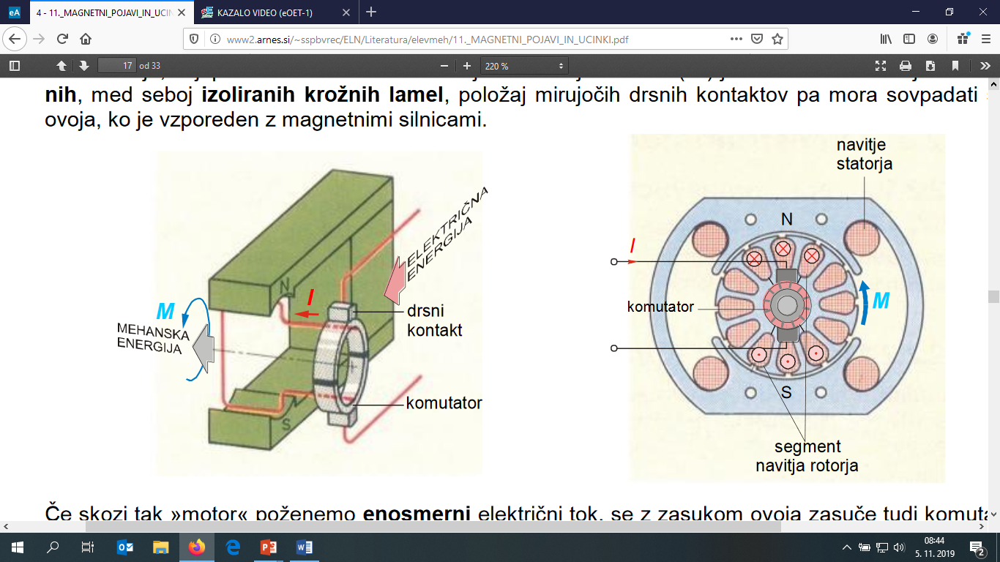 4 - 11._MAGNETNI_POJAVI_IN_UCIN
KAZALO VIDEO (eOET-1)
www2.arnes.si/~sspbvrec/ELN/Literatura/elevmeh/11._MAGNETNI_POJAVI_IN_UCINKI.pdf
17 od 33
220 %
nih, med seboj izoliranih krožnih lamel, položaj mirujočih drsnih kontaktov pa mora sovpadati
ovoja, ko je vzporeden z magnetnimi silnicami.
ELEKTRIČNA
ENERGIJA
N
I
M
MEHANSKA
ENERGIJA
drsni
kontakt
komutator
S
navitje
statorja
N
I
komutator
M
S
segment
navitja rotorja
Če skozi tak »motor« poženemo enosmerni električni tok, se z zasukom ovoja zasuče tudi komuta
08:44
5. 11. 2019
2